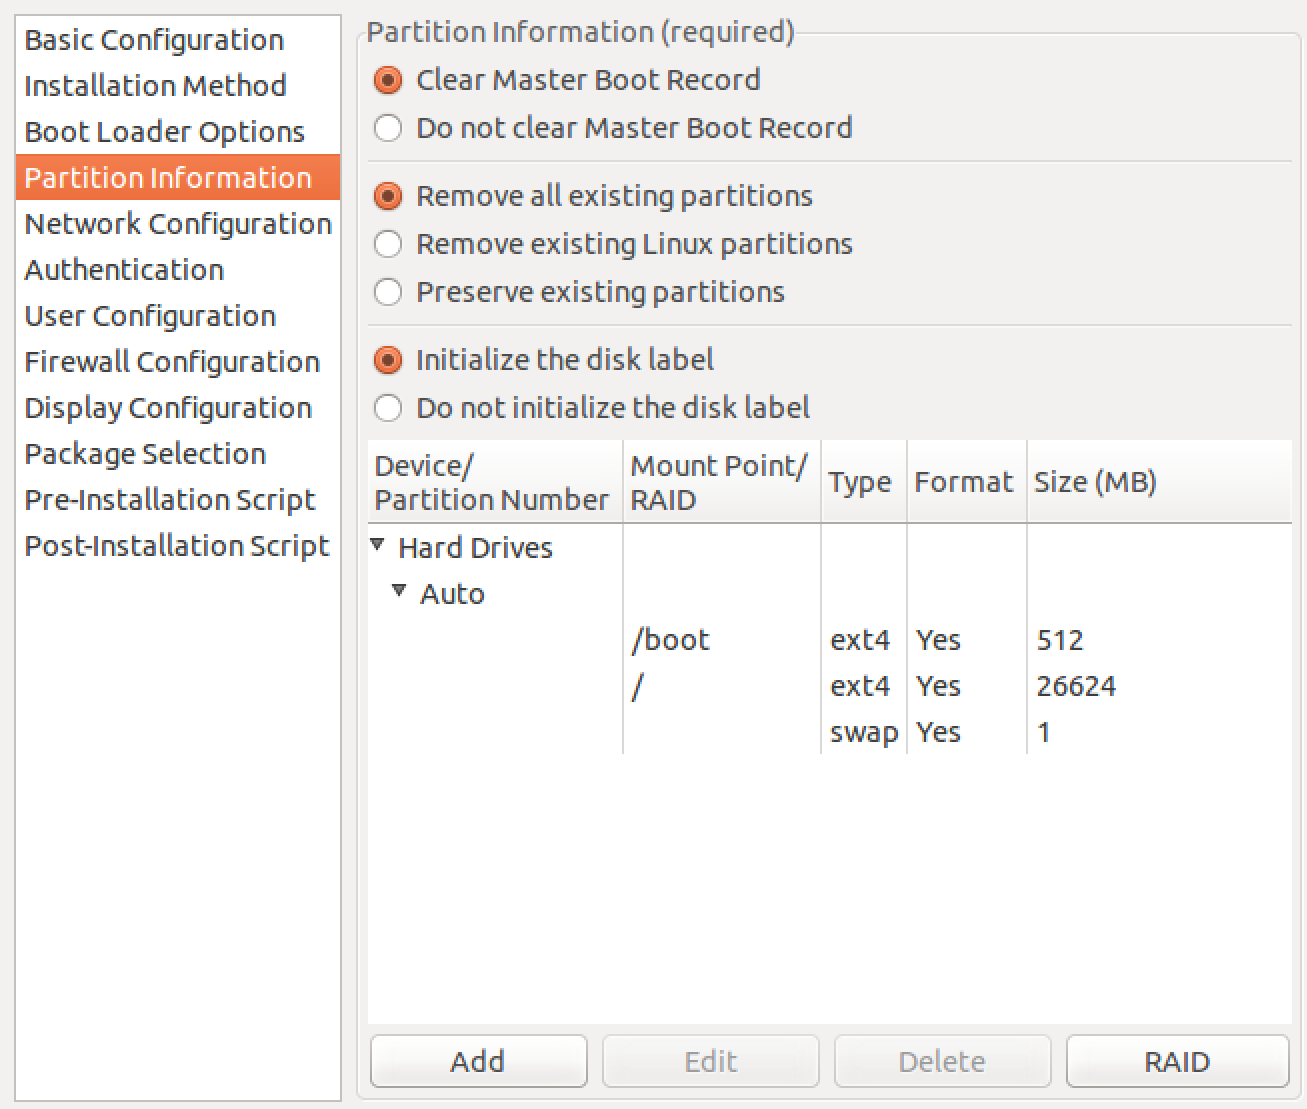 Basic Configuration
Installation Method
Boot Loader Options
Partition Information
Network Configuration
Authentication
User Configuration
Firewall Configuration
Display Configuration
Package Selection
Pre-Installation Script
Post-Installation Script
Partition Information (required)
Clear Master Boot Record
Do not clear Master Boot Record
Remove all existing partitions
Remove existing Linux partitions
Preserve existing partitions
Initialize the disk label
Do not initialize the disk label
Device/
Partition Number
Mount Point/
RAID
Type
Format
Size (MB)
Hard Drives
Auto
/boot ext4 Yes 512
/ ext4 Yes 26624
swap Yes 1
Add
Edit
Delete
RAID